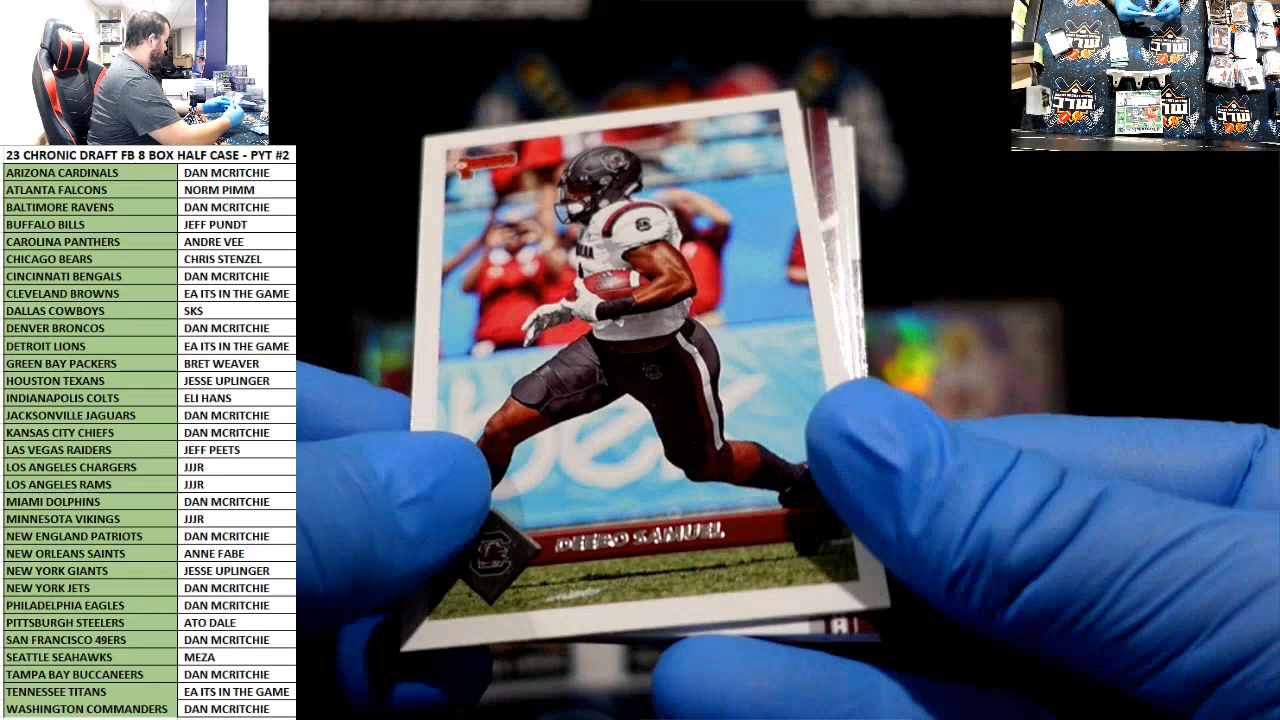 23 CHRONIC DRAFT FB 8 BOX HALF CASE - PYT #2
ARIZONA CARDINALS DAN MCRITCHIE
ATLANTA FALCONS NORM PIMM
BALTIMORE RAVENS DAN MCRITCHIE
BUFFALO BILLS JEFF PUNDT
CAROLINA PANTHERS ANDRE VEE
CHICAGO BEARS CHRIS STENZEL
CINCINNATI BENGALS DAN MCRITCHIE
CLEVELAND BROWNS EA ITS IN THE GAME
DALLAS COWBOYS SKS
DENVER BRONCOS DAN MCRITCHIE
DETROIT LIONS EA ITS IN THE GAME
GREEN BAY PACKERS BRET WEAVER
HOUSTON TEXANS JESSE UPLINGER
INDIANAPOLIS COLTS ELI HANS
JACKSONVILLE JAGUARS DAN MCRITCHIE
KANSAS CITY CHIEFS DAN MCRITCHIE
LAS VEGAS RAIDERS JEFF PEETS
LOS ANGELES CHARGERS JJJR
LOS ANGELES RAMS JJJR
MIAMI DOLPHINS DAN MCRITCHIE
MINNESOTA VIKINGS JJJR
NEW ENGLAND PATRIOTS DAN MCRITCHIE
NEW ORLEANS SAINTS ANNE FABE
NEW YORK GIANTS JESSE UPLINGER
NEW YORK JETS DAN MCRITCHIE
PHILADELPHIA EAGLES DAN MCRITCHIE
PITTSBURGH STEELERS ATO DALE
SAN FRANCISCO 49ERS DAN MCRITCHIE
SEATTLE SEAHAWKS MEZA
TAMPA BAY BUCCANEERS DAN MCRITCHIE
TENNESSEE TITANS EA ITS IN THE GAME
WASHINGTON COMMANDERS DAN MCRITCHIE
DEEBO SAMUEL